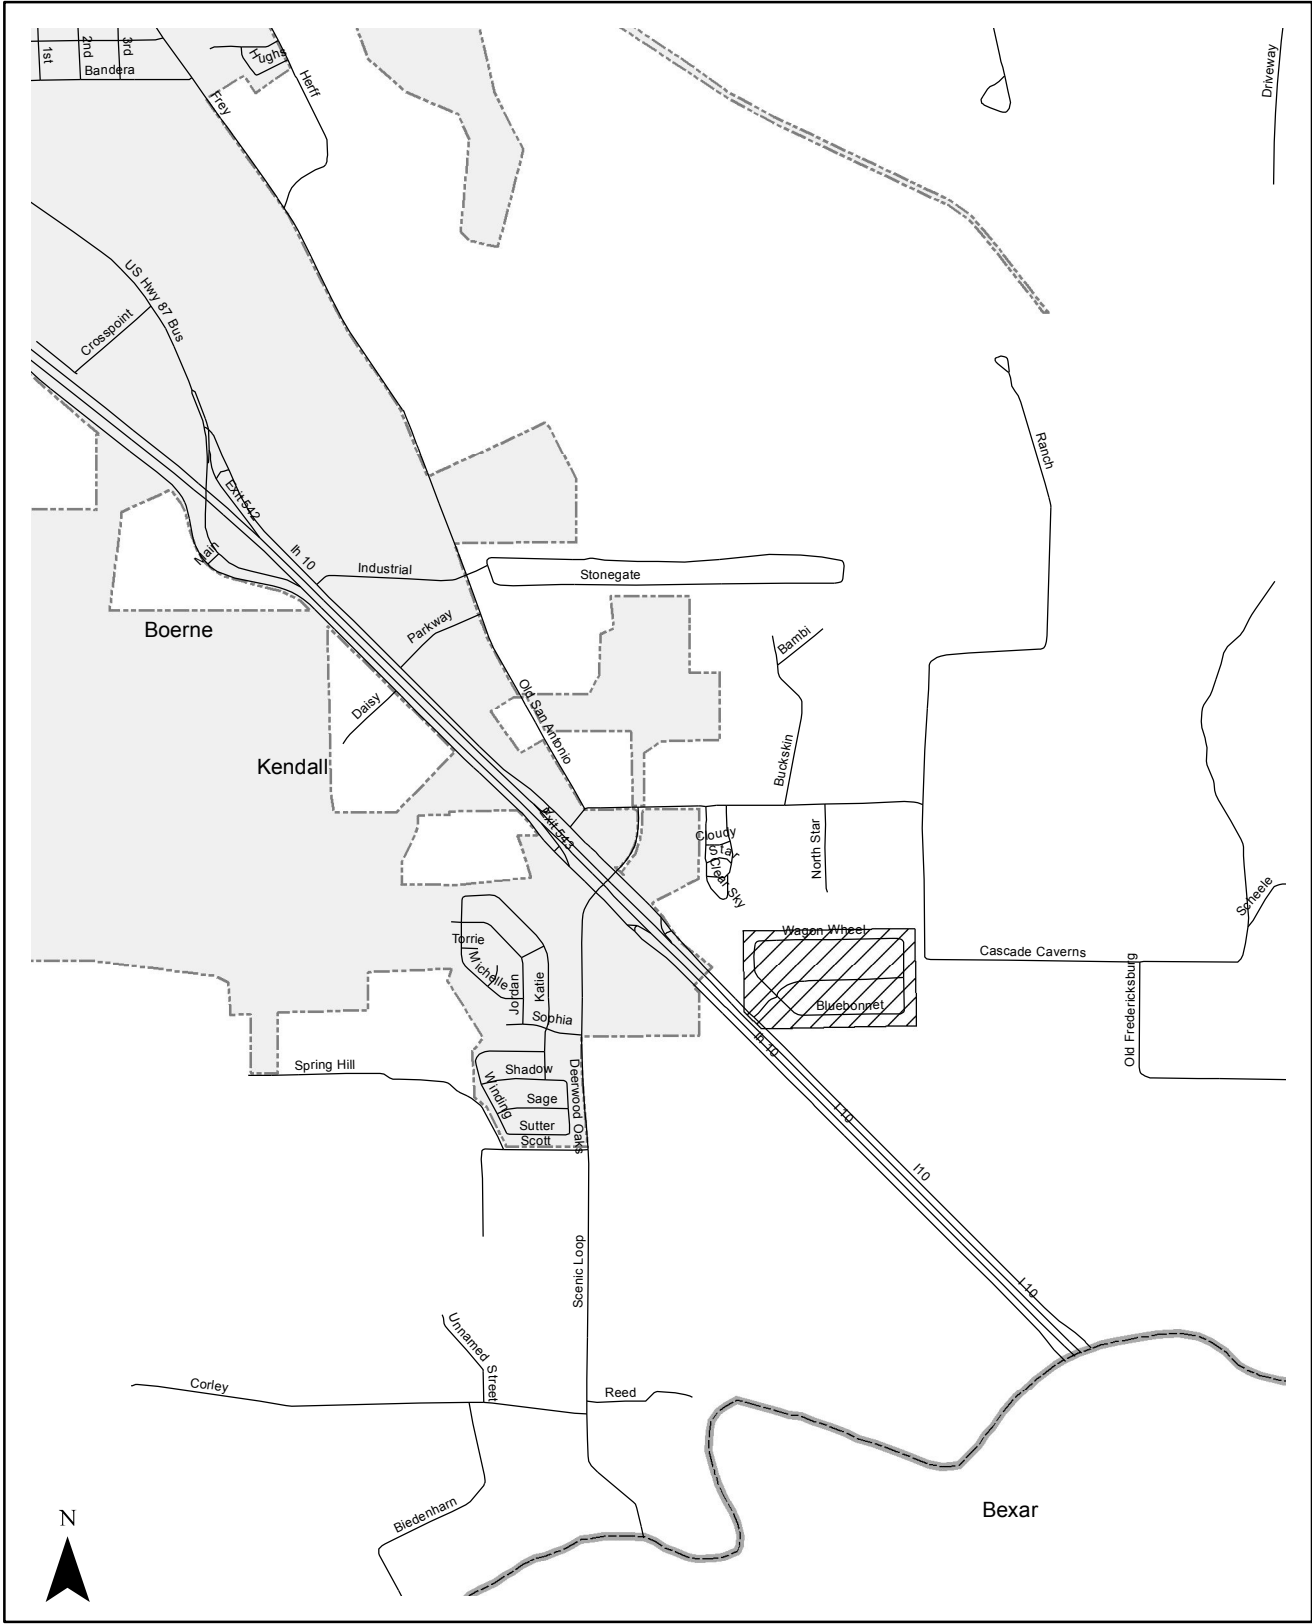 1st
2nd
3rd
Bandera
Hughs
Herff
Frey
Driveway
US Hwy 87 Bus
Crosspoint
Ranch
Exit 542
Main
Ih 10
Industrial
Stonegate
Boerne
Parkway
Bambi
Daisy
Old San Antonio
Kendall
Buckskin
Exit 543
Cloudy
Star
Clear Sky
North Star
Scheele
Wagon Wheel
Torrie
Michelle
Jordan
Katie
Cascade Caverns
Bluebonnet
Sophia
Old Fredericksburg
Ih 10
Spring Hill
Shadow
Winding
Sage
Deerwood Oaks
Sutter
Scott
I 10
I10
Scenic Loop
I 10
Unnamed Street
Corley
Reed
Biedenharn
Bexar
N